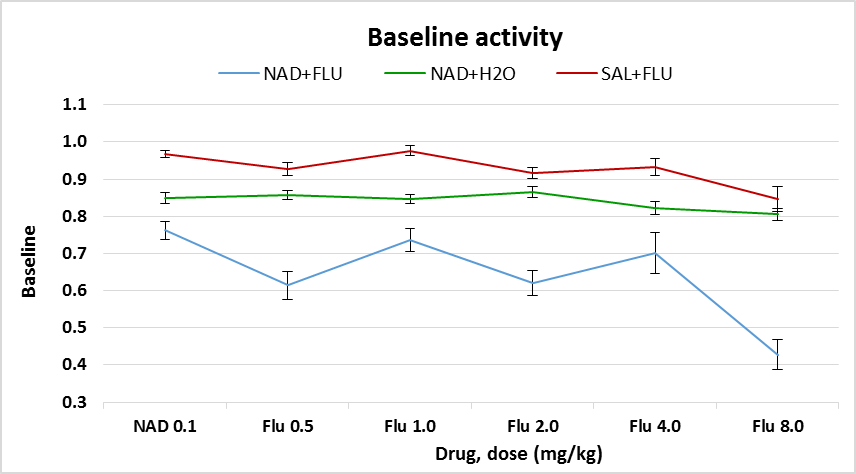 Baseline activity
NAD+FLU NAD+H2O SAL+FLU
1.1
1.0
0.9
0.8
0.7
0.6
0.5
0.4
0.3
Baseline
NAD 0.1 Flu 0.5 Flu 1.0 Flu 2.0 Flu 4.0 Flu 8.0
Drug, dose (mg/kg)